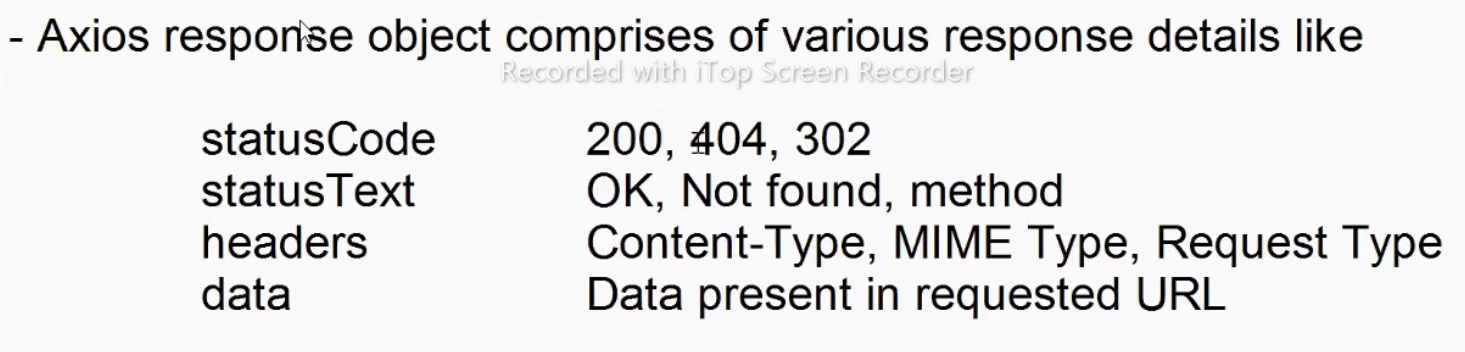 - Axios response object comprises of various response details like
Recorded with iTop Screen Recorder
statusCode 200, 404, 302
statusText OK, Not found, method
headers Content-Type, MIME Type, Request Type
data Data present in requested URL